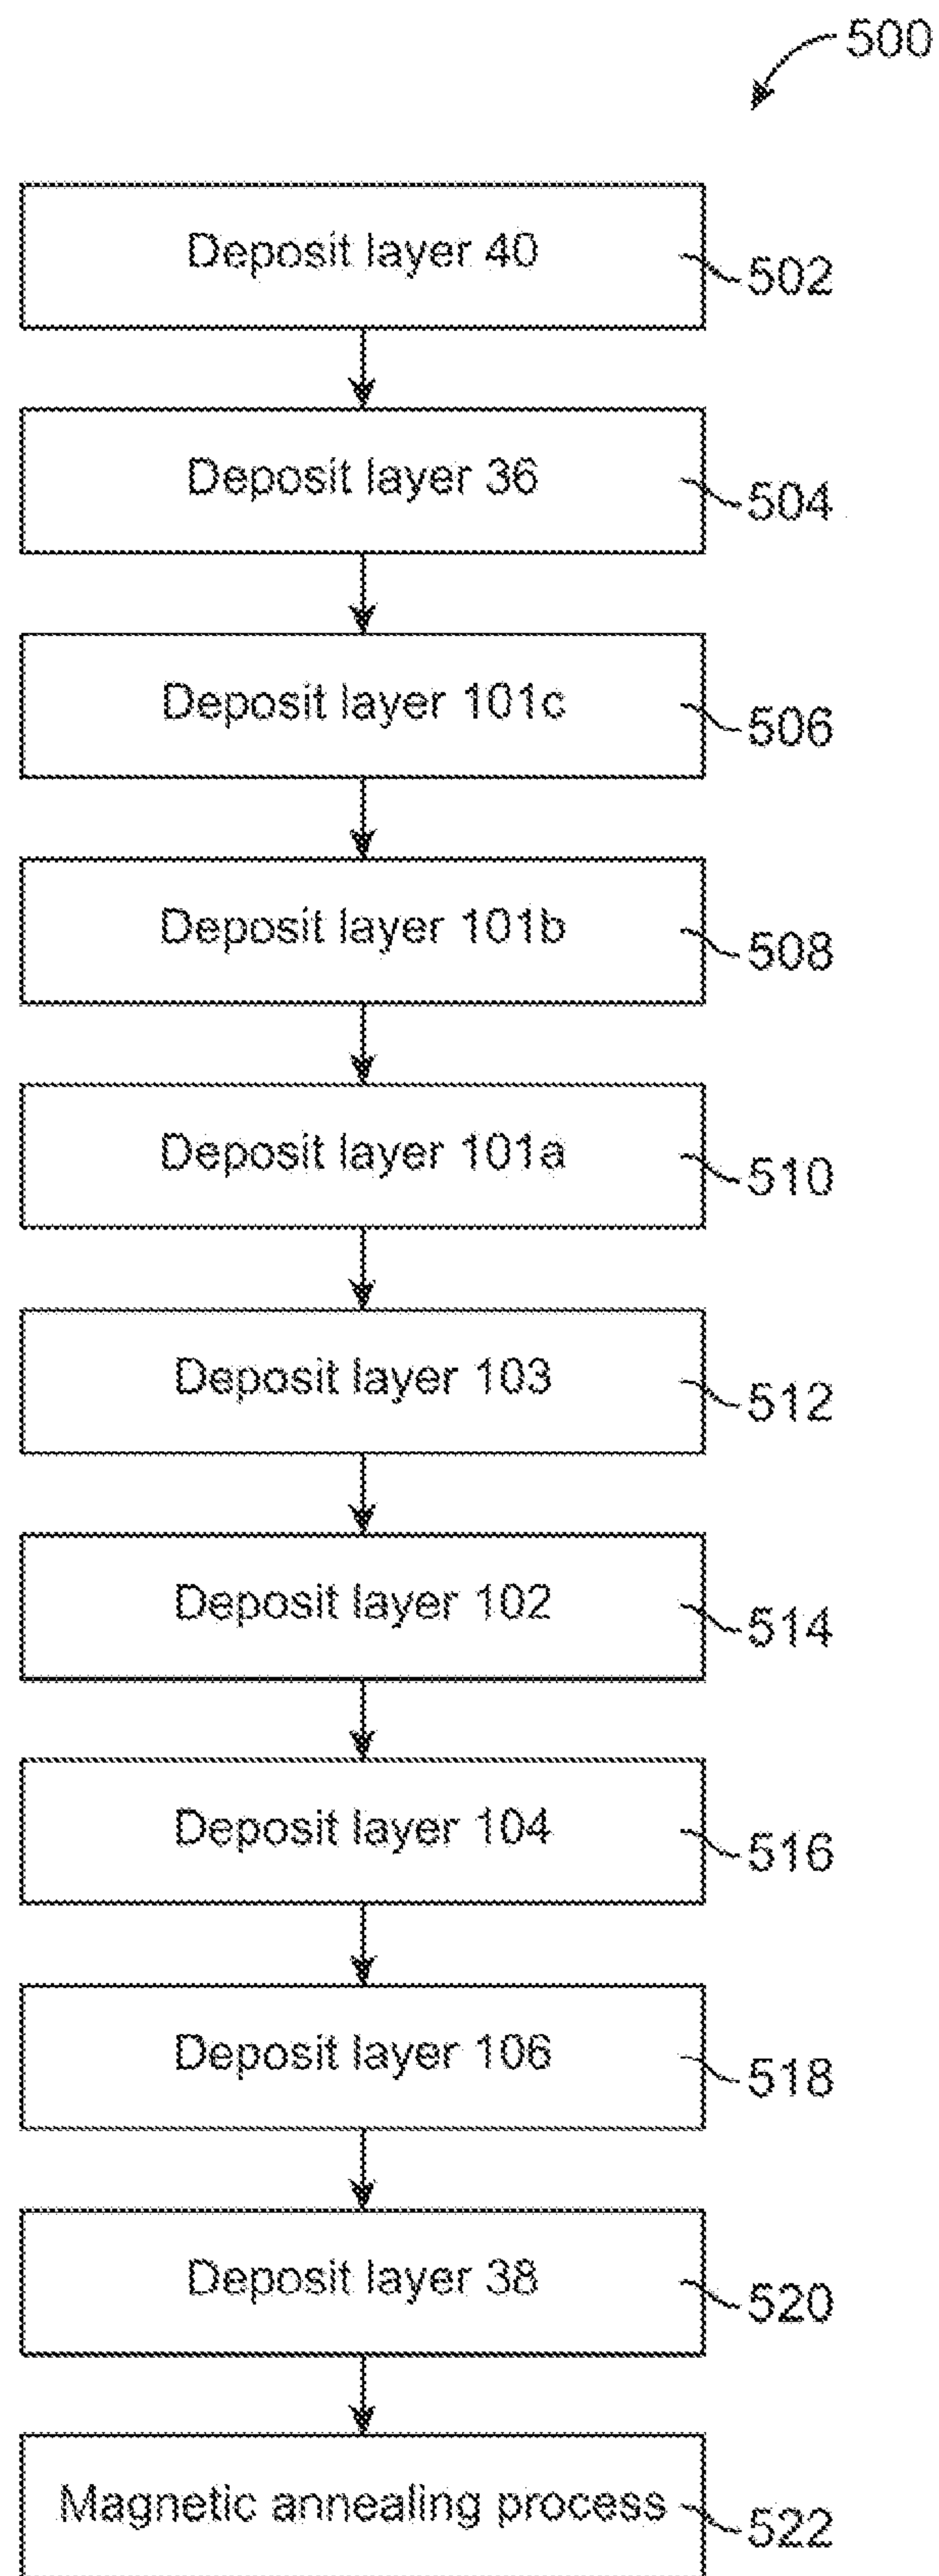 500
Deposit layer 40
502
Deposit layer 36
504
Deposit layer 101c
506
Deposit layer 101b
508
Deposit layer 101a
510
Deposit layer 103
512
Deposit layer 102
514
Deposit layer 104
516
Deposit layer 106
518
Deposit layer 38
520
Magnetic annealing process
522